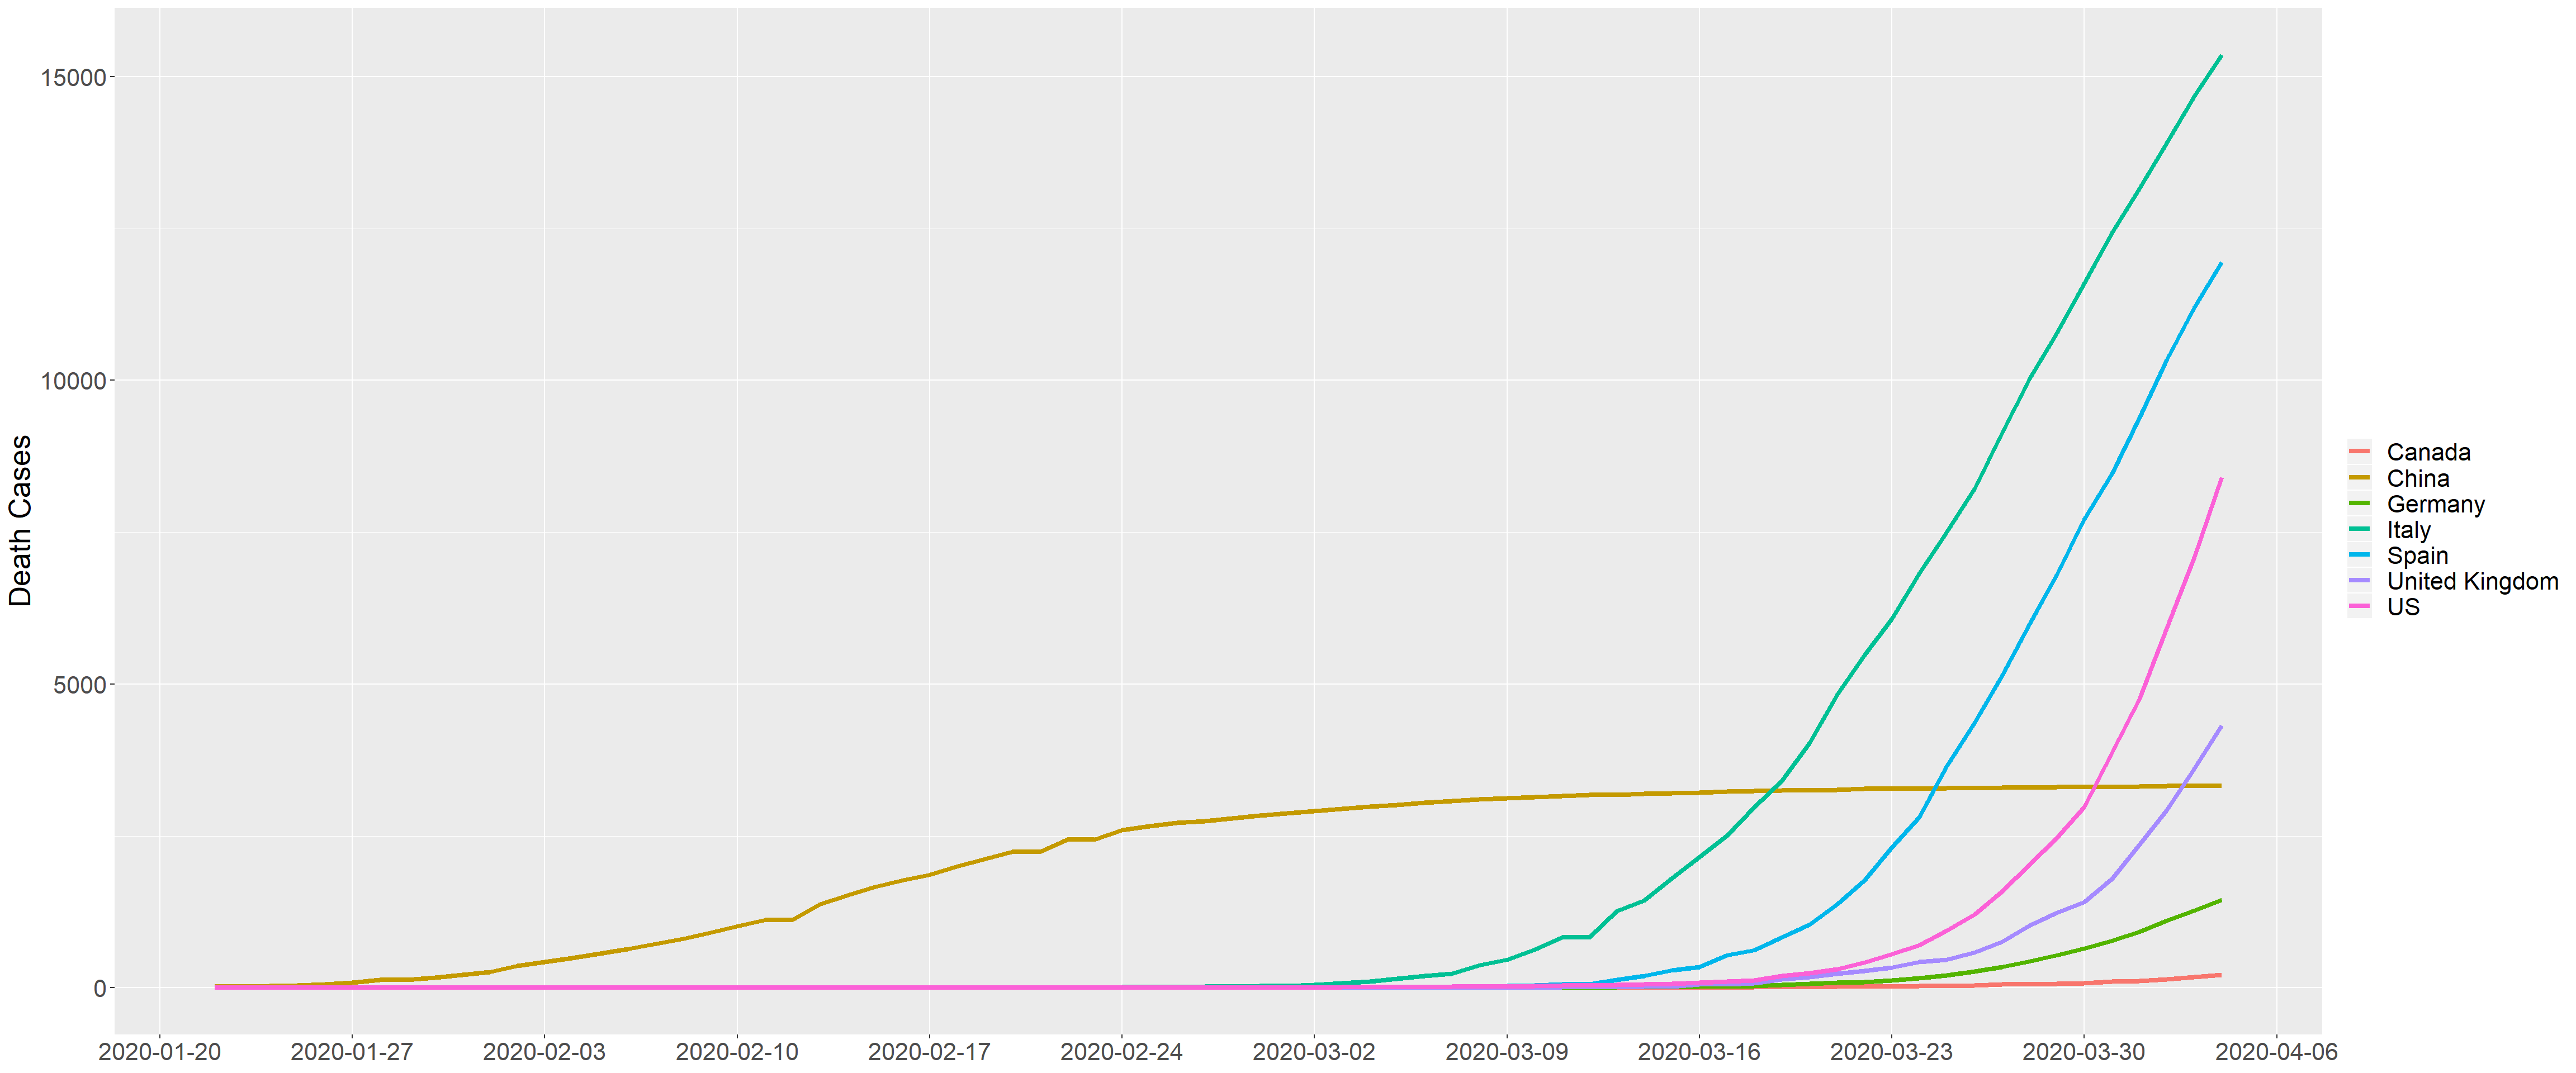 Death Cases
15000
10000
5000
0
2020-01-20
2020-01-27
2020-02-03
2020-02-10
2020-02-17
2020-02-24
2020-03-02
2020-03-09
2020-03-16
2020-03-23
2020-03-30
2020-04-06
Canada
China
Germany
Italy
Spain
United Kingdom
US